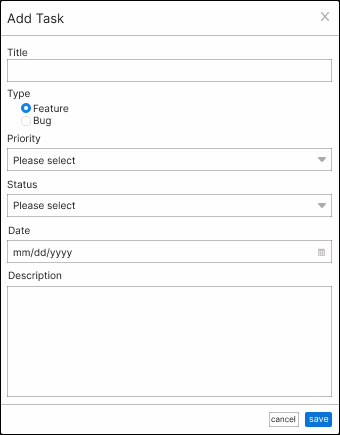 Add Task
Title
Type
Feature
Bug
Priority
Please select
Status
Please select
Date
mm/dd/yyyy
Description
cancel save